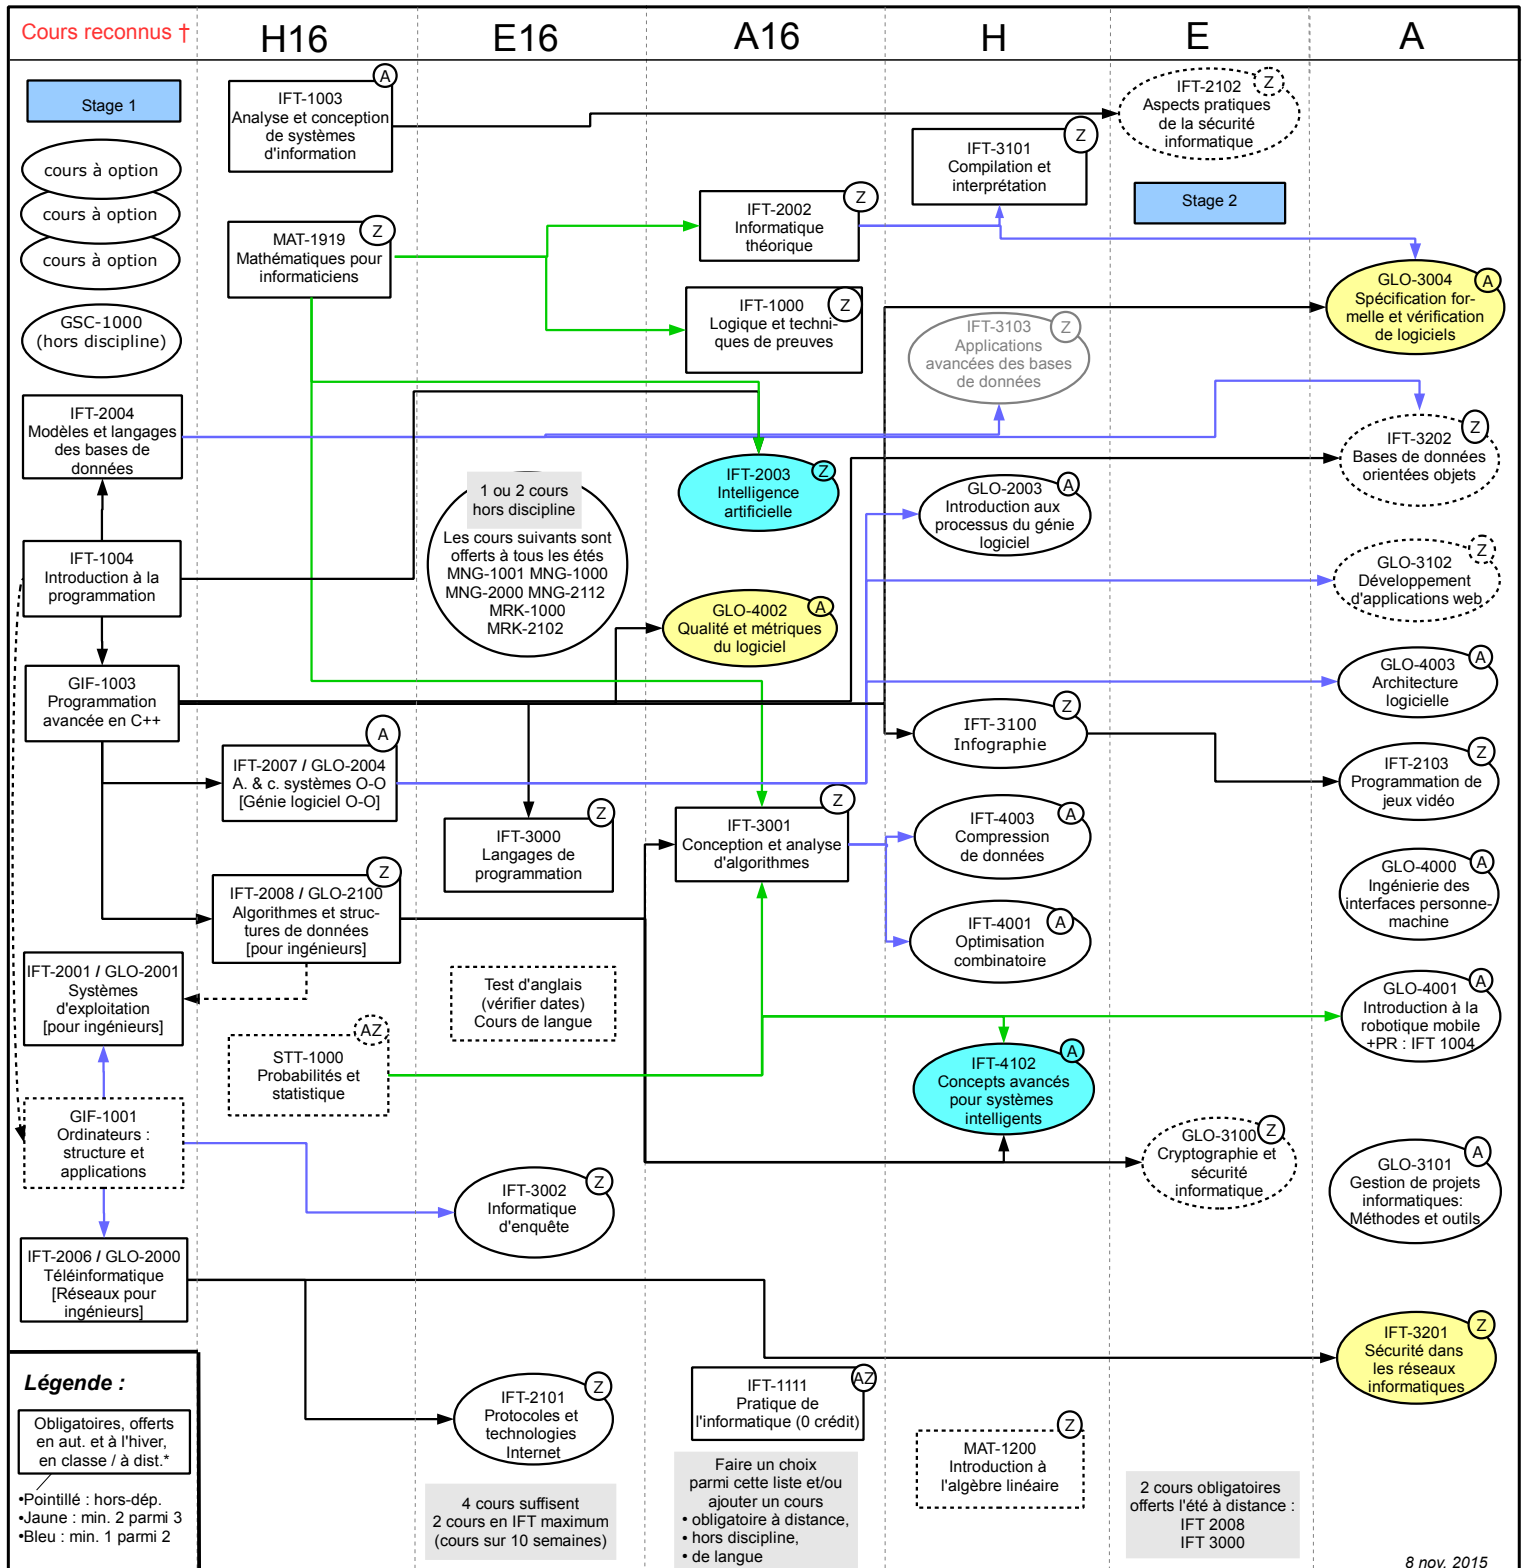 Cours reconnus †
H16
E16
A16
H
E
A
Stage 1
cours à option
cours à option
cours à option
GSC-1000
(hors discipline)
IFT-2004
Modèles et langages
des bases de
données
IFT-1004
Introduction à la
programmation
GIF-1003
Programmation
avancée en C++
IFT-2001 / GLO-2001
Systèmes
d'exploitation
[pour ingénieurs]
GIF-1001
Ordinateurs :
structure et
applications
IFT-2006 / GLO-2000
Téléinformatique
[Réseaux pour
ingénieurs]
Légende :
Obligatoires, offerts
en aut. et à l'hiver,
en classe / à dist.*
•Pointillé : hors-dép.
•Jaune : min. 2 parmi 3
•Bleu : min. 1 parmi 2
A
IFT-1003
Analyse et conception
de systèmes
d'information
Z
MAT-1919
Mathématiques pour
informaticiens
A
IFT-2007 / GLO-2004
A. & c. systèmes O-O
[Génie logiciel O-O]
Z
IFT-2008 / GLO-2100
Algorithmes et struc-
tures de données
[pour ingénieurs]
AZ
STT-1000
Probabilités et
statistique
1 ou 2 cours
hors discipline
Les cours suivants sont
offerts à tous les étés
MNG-1001 MNG-1000
MNG-2000 MNG-2112
MRK-1000
MRK-2102
Z
IFT-3000
Langages de
programmation
Test d'anglais
(vérifier dates)
Cours de langue
Z
IFT-3002
Informatique
d'enquête
Z
IFT-2101
Protocoles et
technologies
Internet
4 cours suffisent
2 cours en IFT maximum
(cours sur 10 semaines)
Z
IFT-2002
Informatique
théorique
Z
IFT-1000
Logique et techni-
ques de preuves
Z
IFT-2003
Intelligence
artificielle
A
GLO-4002
Qualité et métriques
du logiciel
Z
IFT-3001
Conception et analyse
d'algorithmes
AZ
IFT-1111
Pratique de
l'informatique (0 crédit)
Faire un choix
parmi cette liste et/ou
ajouter un cours
• obligatoire à distance,
• hors discipline,
• de langue
Z
IFT-3101
Compilation et
interprétation
Z
IFT-3103
Applications
avancées des bases
de données
A
GLO-2003
Introduction aux
processus du génie
logiciel
Z
IFT-3100
Infographie
A
IFT-4003
Compression
de données
A
IFT-4001
Optimisation
combinatoire
A
IFT-4102
Concepts avancés
pour systèmes
intelligents
Z
MAT-1200
Introduction à
l'algèbre linéaire
Z
IFT-2102
Aspects pratiques
de la sécurité
informatique
Stage 2
Z
GLO-3100
Cryptographie et
sécurité
informatique
2 cours obligatoires
offerts l'été à distance :
IFT 2008
IFT 3000
A
GLO-3004
Spécification for-
melle et vérification
de logiciels
Z
IFT-3202
Bases de données
orientées objets
Z
GLO-3102
Développement
d'applications web
A
GLO-4003
Architecture
logicielle
Z
IFT-2103
Programmation de
jeux vidéo
A
GLO-4000
Ingénierie des
interfaces personne-
machine
A
GLO-4001
Introduction à la
robotique mobile
+PR : IFT 1004
A
GLO-3101
Gestion de projets
informatiques:
Méthodes et outils
Z
IFT-3201
Sécurité dans
les réseaux
informatiques
8 nov. 2015